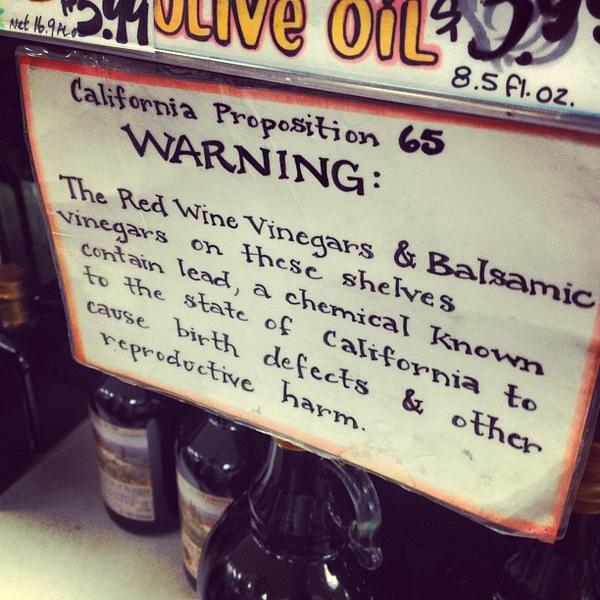 $5.99
Net 16.9 fl. oz.
OLIVE OIL
8.5 fl. oz.
California Proposition 65
WARNING:
The Red Wine Vinegars & Balsamic
vinegars on these shelves
contain lead, a chemical known
to the state of California to
cause birth defects & other
reproductive harm.